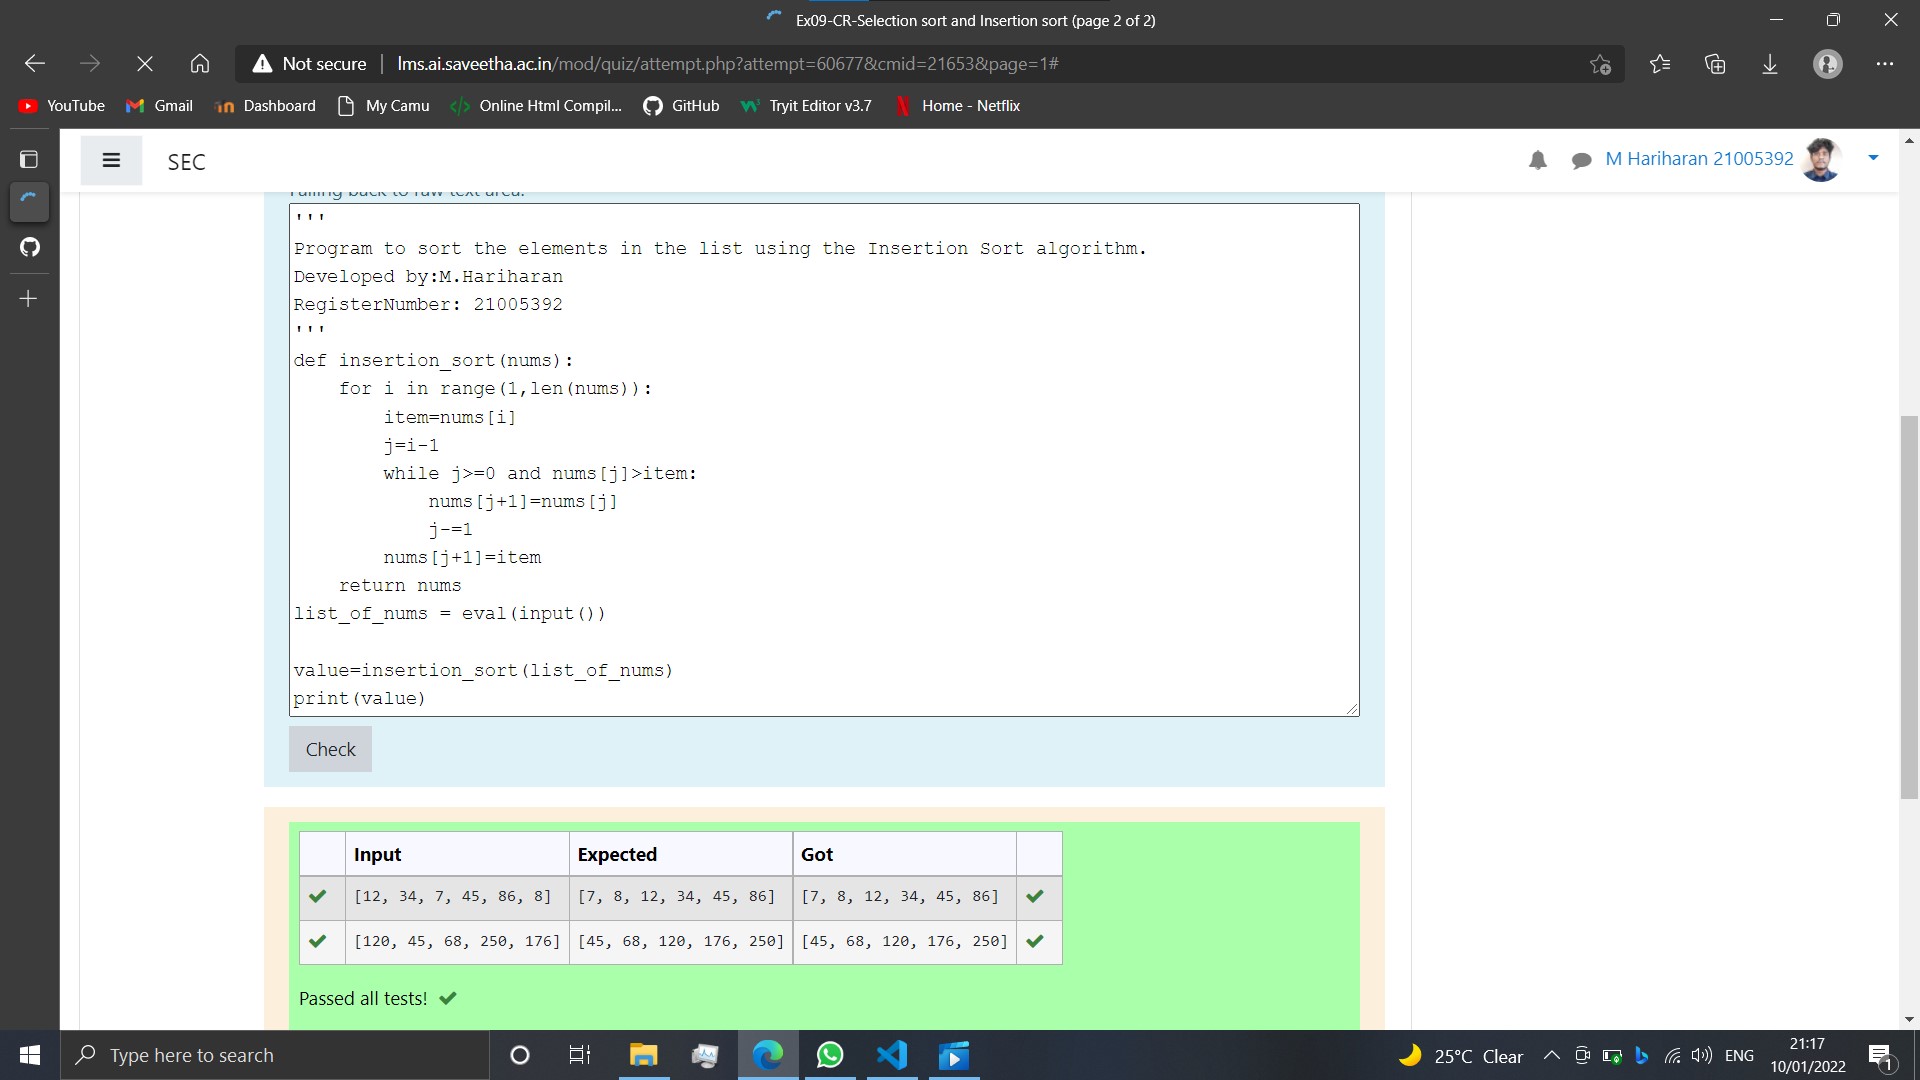 Ex09-CR-Selection sort and Insertion sort (page 2 of 2)
Not secure | lms.ai.saveetha.ac.in/mod/quiz/attempt.php?attempt=60677&cmid=21653&page=1#
YouTube Gmail Dashboard My Camu Online Html Compil... GitHub Tryit Editor v3.7 Home - Netflix
SEC
M Hariharan 21005392
Falling back to raw text area.
'''
Program to sort the elements in the list using the Insertion Sort algorithm.
Developed by:M.Hariharan
RegisterNumber: 21005392
'''
def insertion_sort(nums):
    for i in range(1,len(nums)):
        item=nums[i]
        j=i-1
        while j>=0 and nums[j]>item:
            nums[j+1]=nums[j]
            j-=1
        nums[j+1]=item
    return nums
list_of_nums = eval(input())
value=insertion_sort(list_of_nums)
print(value)
Check
Input Expected Got
[12, 34, 7, 45, 86, 8] [7, 8, 12, 34, 45, 86] [7, 8, 12, 34, 45, 86]
[120, 45, 68, 250, 176] [45, 68, 120, 176, 250] [45, 68, 120, 176, 250]
Passed all tests!
Type here to search
25°C Clear
ENG
21:17
10/01/2022
1